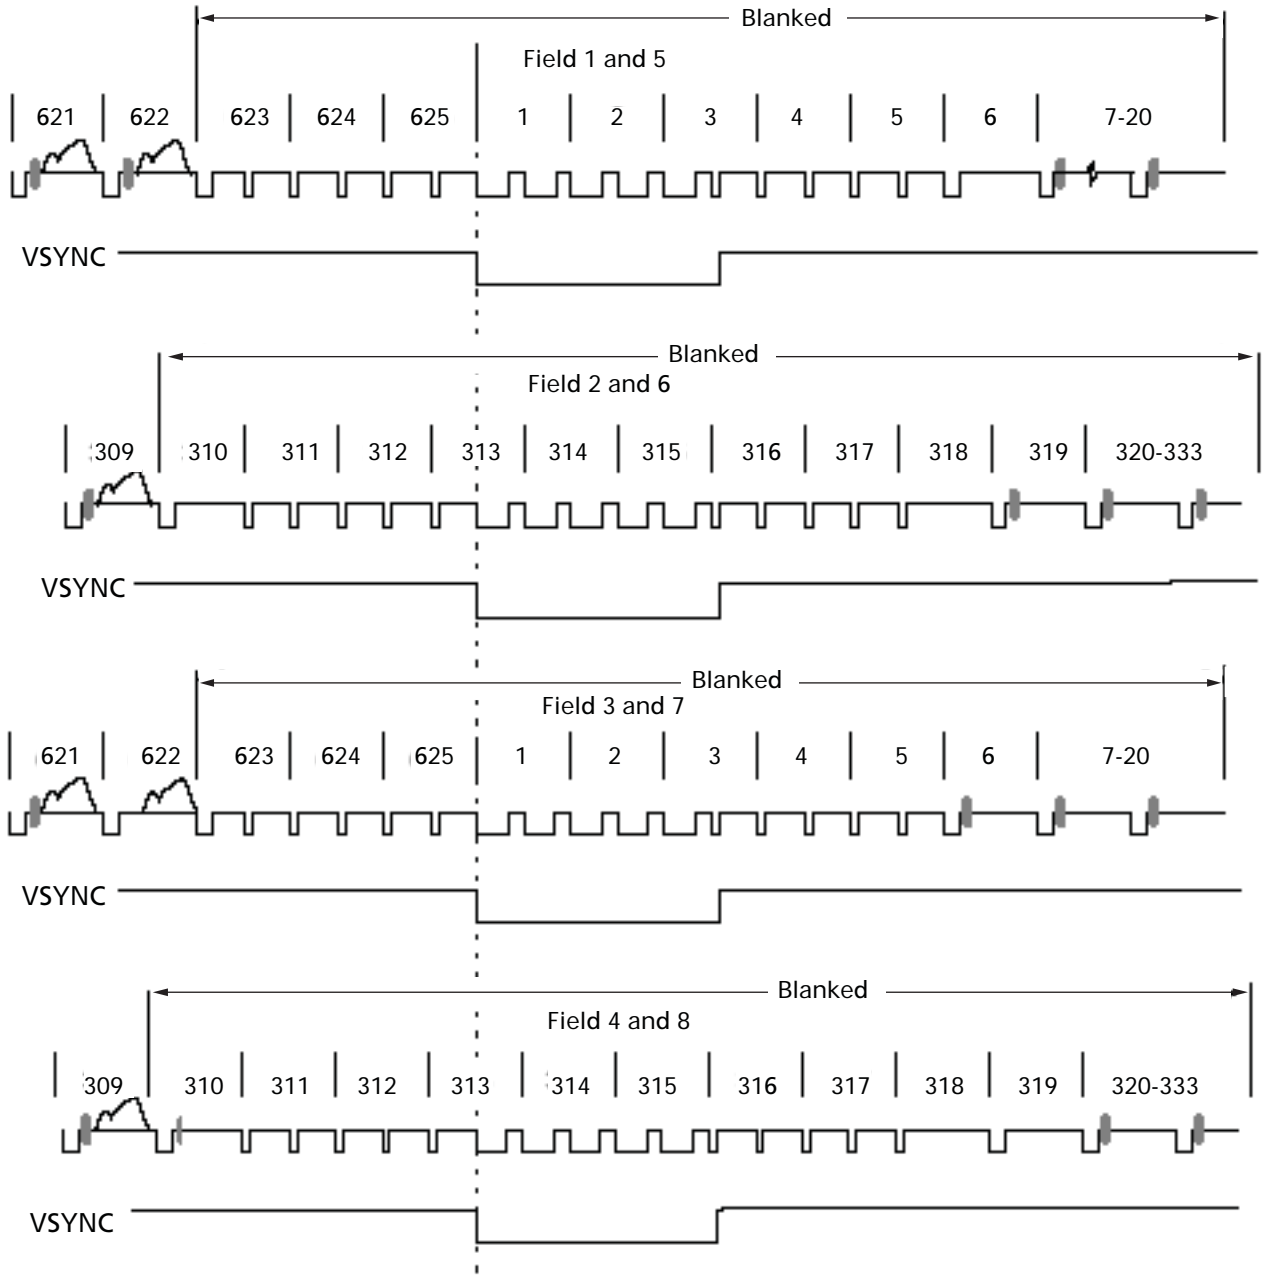 Blanked
Field 1 and 5
621 622 623 624 625 1 2 3 4 5 6 7-20
VSYNC
Blanked
Field 2 and 6
309 310 311 312 313 314 315 316 317 318 319 320-333
VSYNC
Blanked
Field 3 and 7
621 622 623 624 625 1 2 3 4 5 6 7-20
VSYNC
Blanked
Field 4 and 8
309 310 311 312 313 314 315 316 317 318 319 320-333
VSYNC